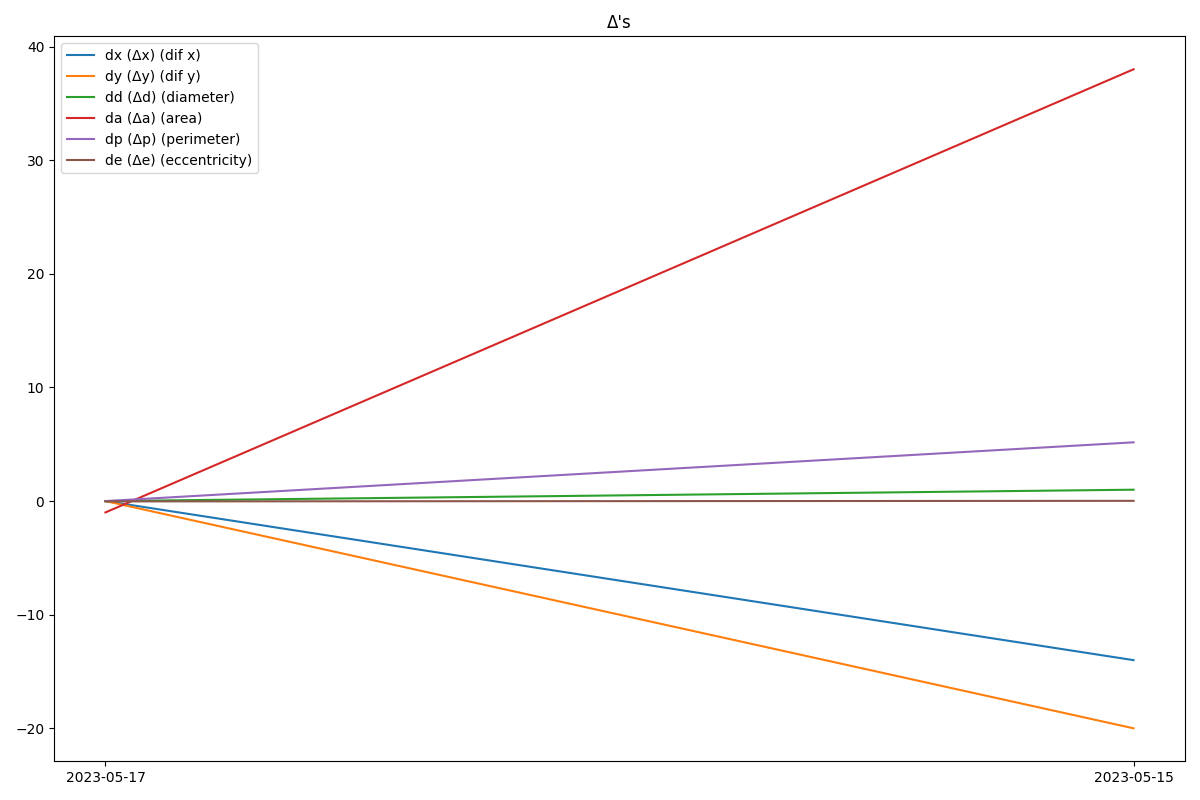 Δ's
40
30
20
10
0
−10
−20
dx (Δx) (dif x)
dy (Δy) (dif y)
dd (Δd) (diameter)
da (Δa) (area)
dp (Δp) (perimeter)
de (Δe) (eccentricity)
2023-05-17
2023-05-15